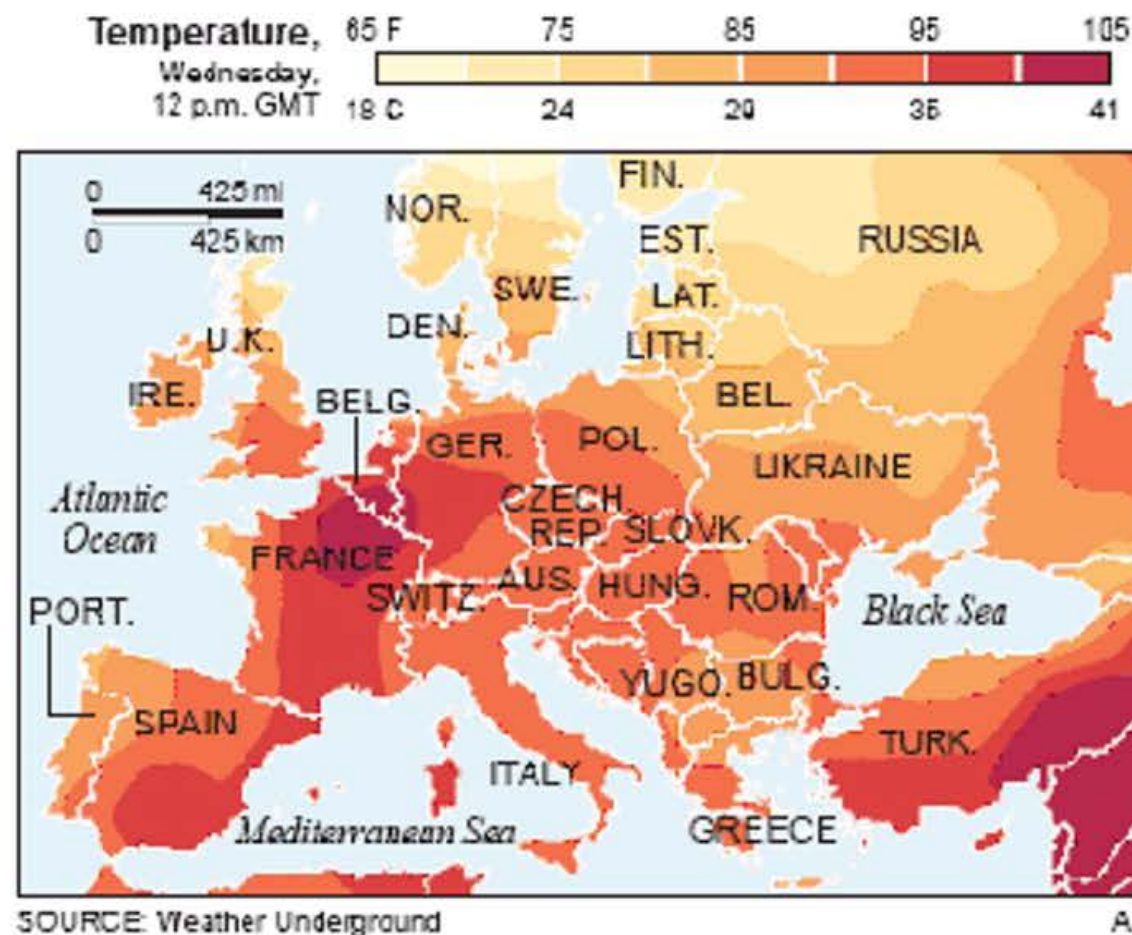 Temperature,
Wednesday,
12 p.m. GMT
65 F 75 85 95 105
18 C 24 29 35 41
0 425 mi
0 425 km
FIN.
NOR.
EST.
RUSSIA
SWE.
LAT.
DEN.
U.K.
LITH.
IRE.
BELG.
BEL.
GER.
POL.
UKRAINE
Atlantic
Ocean
CZECH.
REP.
SLOVK.
FRANCE
SWITZ.
AUS.
HUNG.
ROM.
Black Sea
PORT.
YUGO.
BULG.
SPAIN
TURK.
ITALY
Mediterranean Sea
GREECE
SOURCE: Weather Underground
A